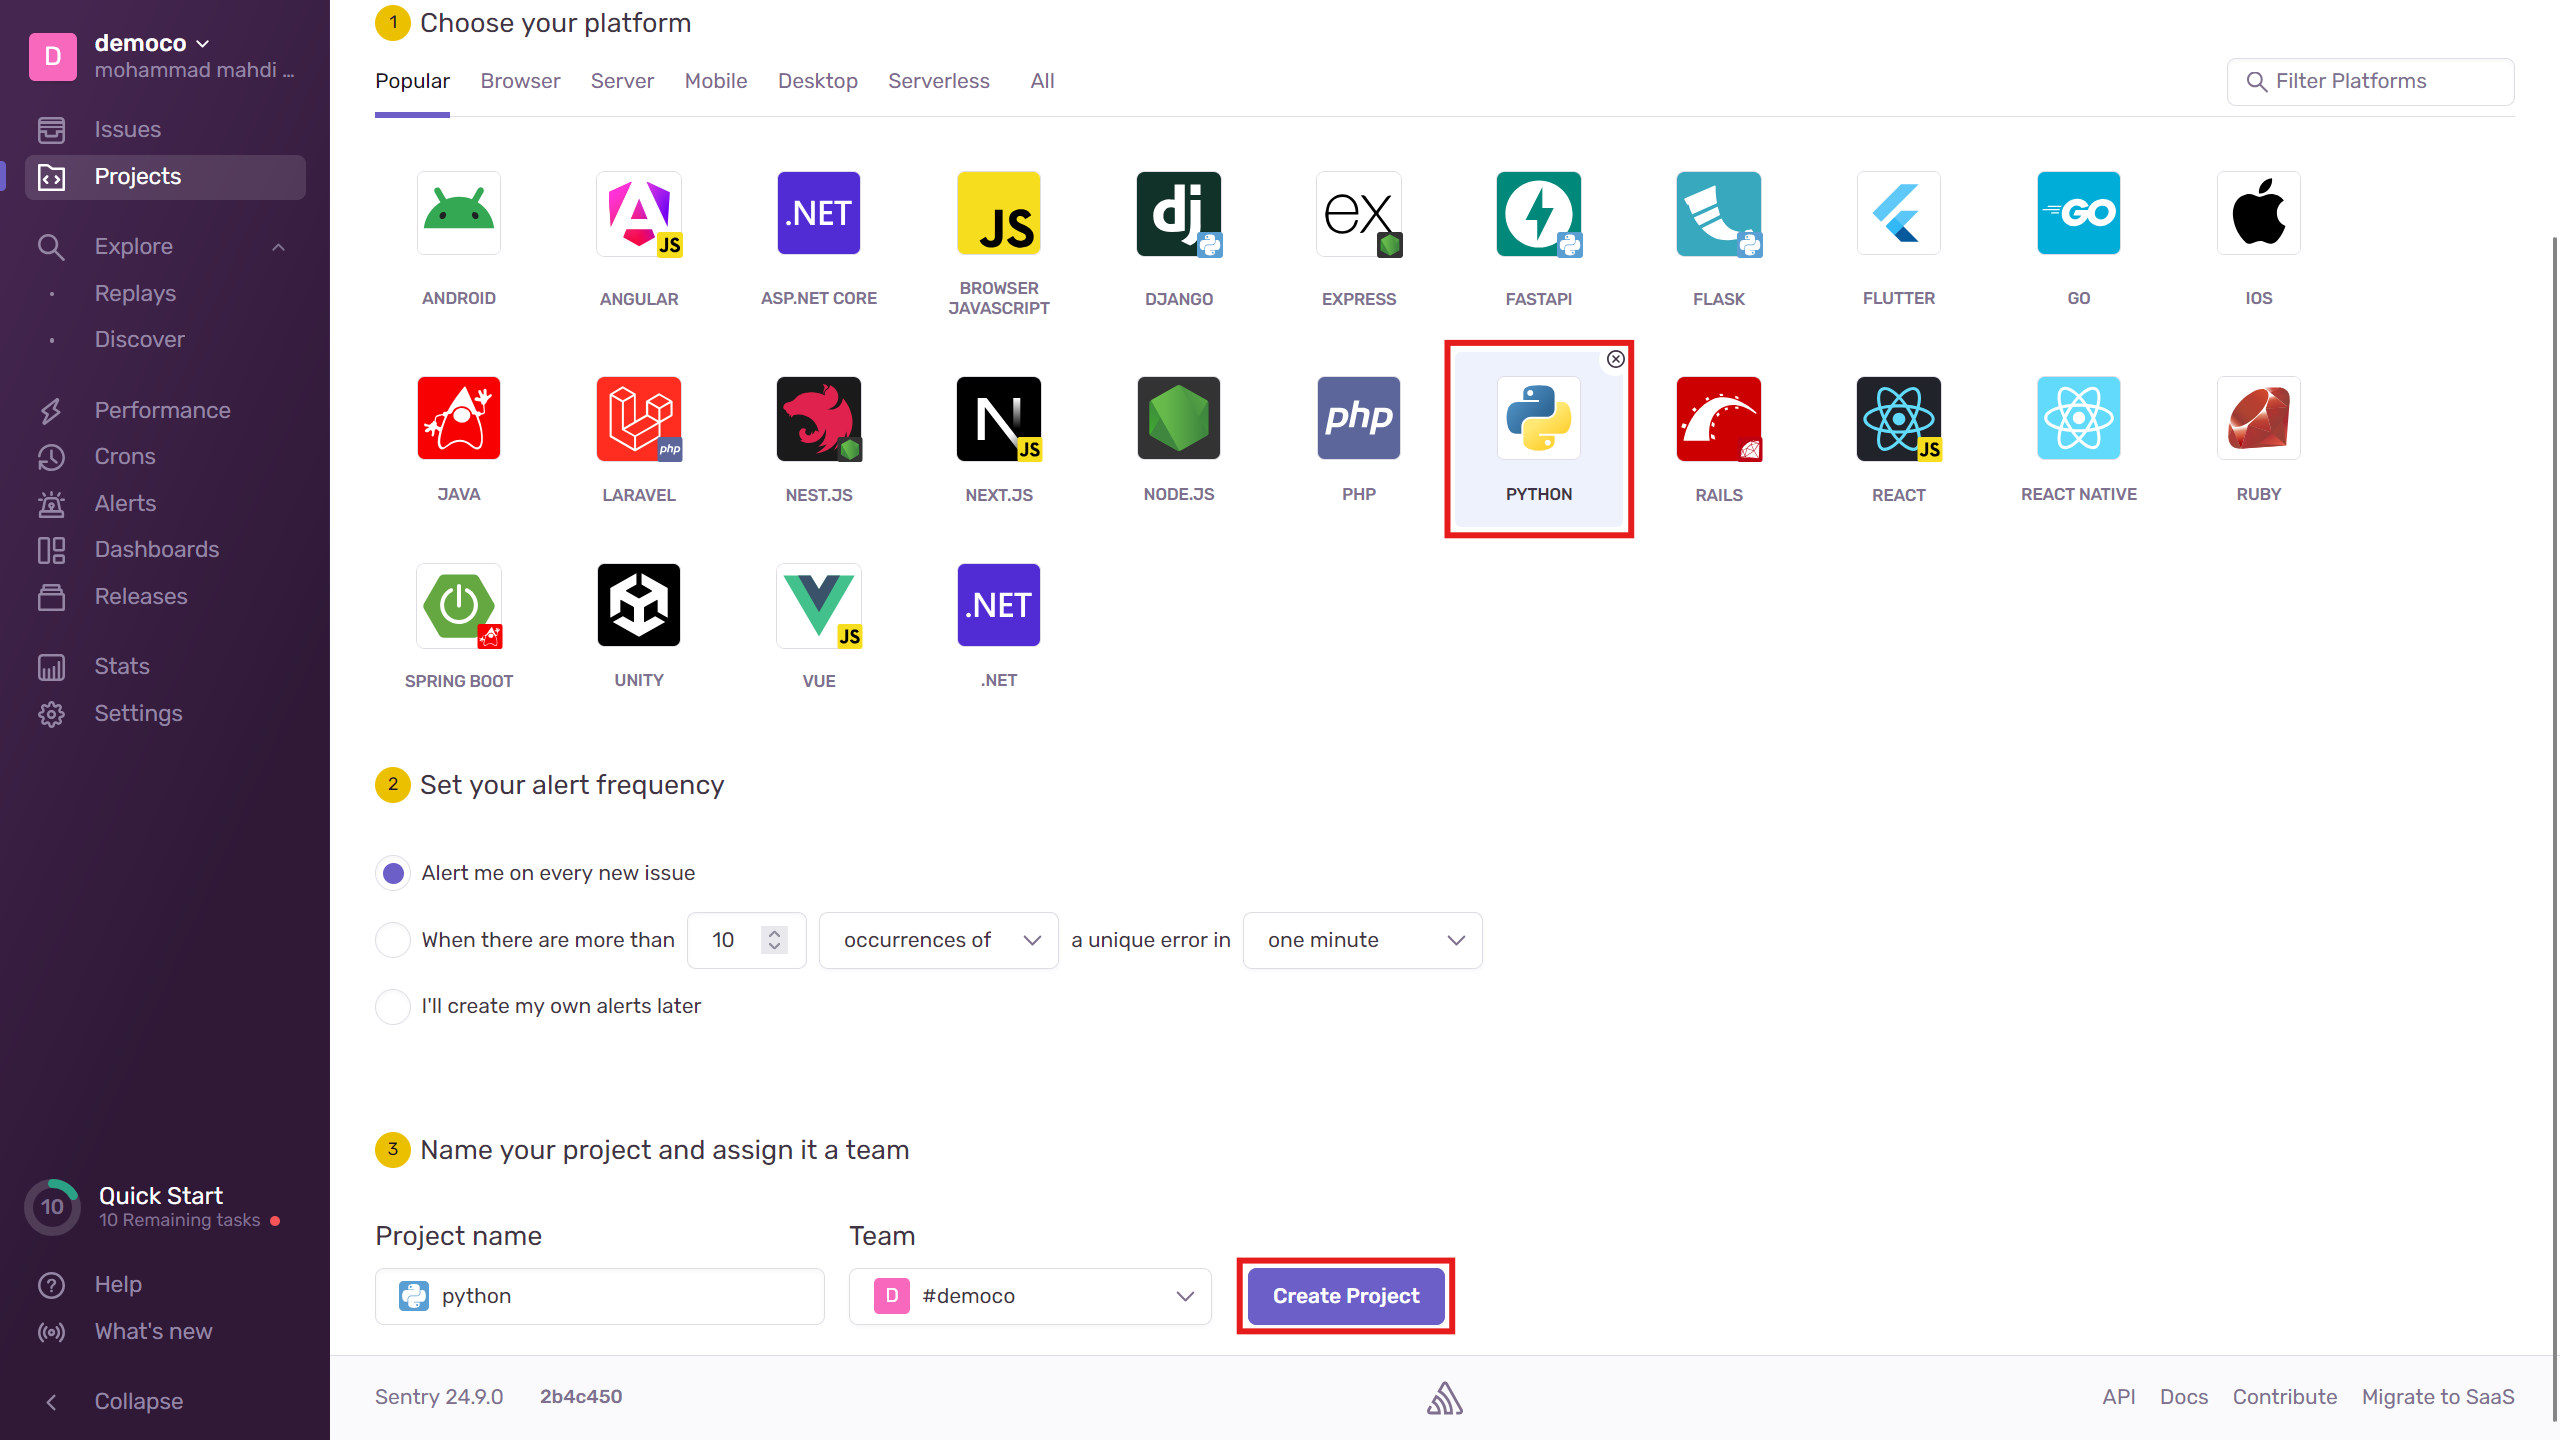 D
democo
mohammad mahdi ...
Issues
Projects
Explore
Replays
Discover
Performance
Crons
Alerts
Dashboards
Releases
Stats
Settings
10
Quick Start
10 Remaining tasks
Help
What's new
Collapse
1 Choose your platform
Popular Browser Server Mobile Desktop Serverless All
Filter Platforms
JS .NET JS dj ex GO
ANDROID ANGULAR ASP.NET CORE BROWSER JAVASCRIPT DJANGO EXPRESS FASTAPI FLASK FLUTTER GO IOS
php N JS php JS
JAVA LARAVEL NEST.JS NEXT.JS NODE.JS PHP PYTHON RAILS REACT REACT NATIVE RUBY
JS .NET
SPRING BOOT UNITY VUE .NET
2 Set your alert frequency
Alert me on every new issue
When there are more than 10 occurrences of a unique error in one minute
I'll create my own alerts later
3 Name your project and assign it a team
Project name Team
python D #democo Create Project
Sentry 24.9.0 2b4c450 API Docs Contribute Migrate to SaaS